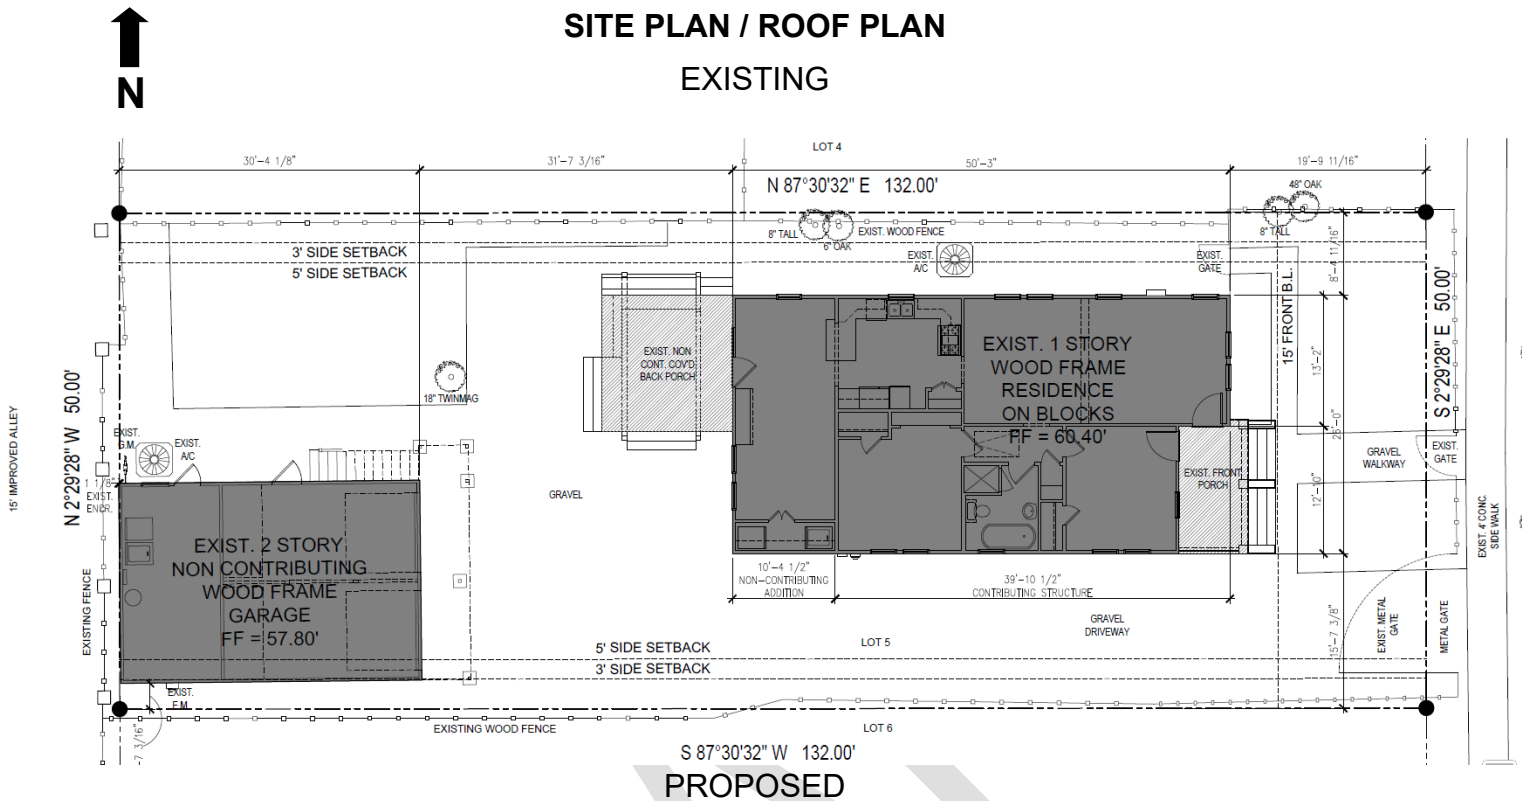 SITE PLAN / ROOF PLAN
EXISTING
N
LOT 4
30'-4 1/8"
31'-7 3/16"
50'-3"
19'-9 11/16"
N 87°30'32" E 132.00'
48" OAK
8" TALL
6" OAK
EXIST. WOOD FENCE
8" TALL
3' SIDE SETBACK
5' SIDE SETBACK
EXIST.
A/C
EXIST.
GATE
8'-4 11/16"
15' FRONT B.L.
S 2°29'28" E 50.00'
EXIST. NON
CONT. COV'D
BACK PORCH
EXIST. 1 STORY
WOOD FRAME
RESIDENCE
ON BLOCKS
FF = 60.40'
13'-2"
26'-0"
12'-10"
18" TWINMAG
15' IMPROVED ALLEY
N 2°29'28" W 50.00'
EXIST.
G.M.
EXIST.
A/C
1 1/8"
EXIST.
ENCR.
GRAVEL
EXIST. FRONT
PORCH
GRAVEL
WALKWAY
EXIST.
GATE
EXIST. 4' CONC.
SIDE WALK
EXIST. 2 STORY
NON CONTRIBUTING
WOOD FRAME
GARAGE
FF = 57.80'
10'-4 1/2"
NON-CONTRIBUTING
ADDITION
39'-10 1/2"
CONTRIBUTING STRUCTURE
GRAVEL
DRIVEWAY
EXISTING FENCE
15'-7 3/8"
EXIST. METAL
GATE
METAL GATE
5' SIDE SETBACK
3' SIDE SETBACK
LOT 5
EXIST.
E.M.
-7 3/16"
EXISTING WOOD FENCE
LOT 6
S 87°30'32" W 132.00'
PROPOSED